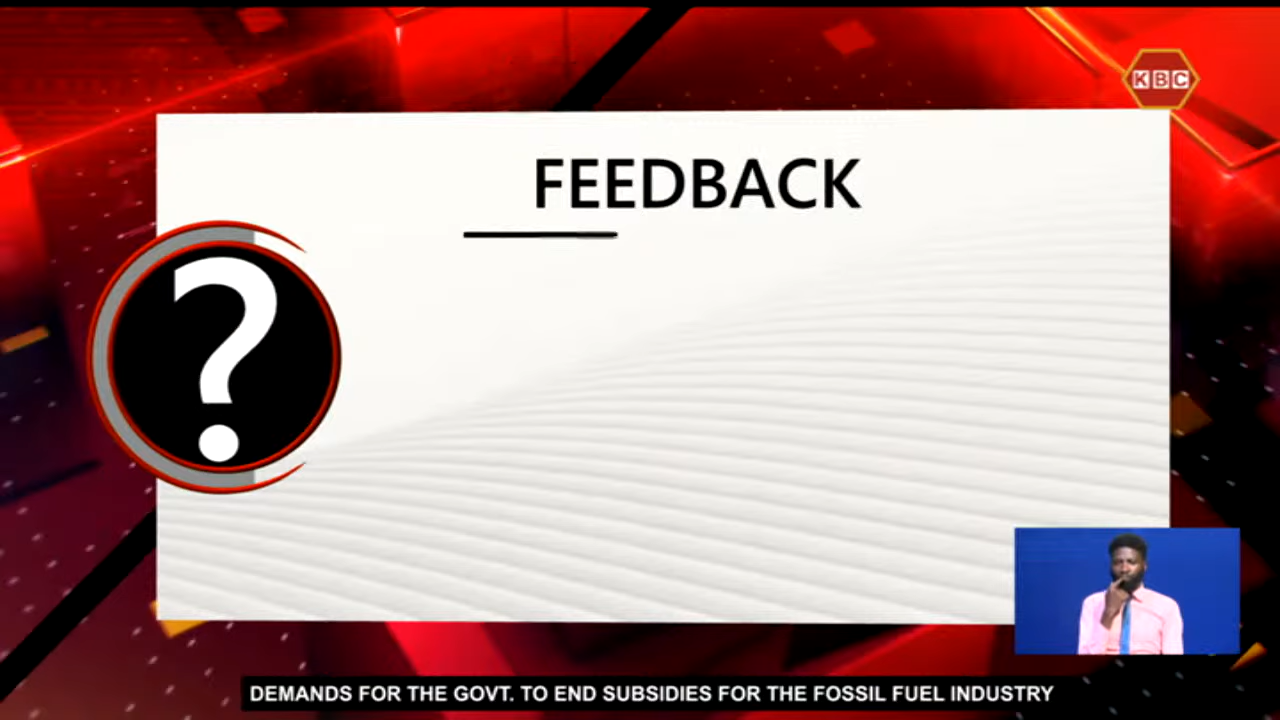 KBC
FEEDBACK
?
DEMANDS FOR THE GOVT. TO END SUBSIDIES FOR THE FOSSIL FUEL INDUSTRY